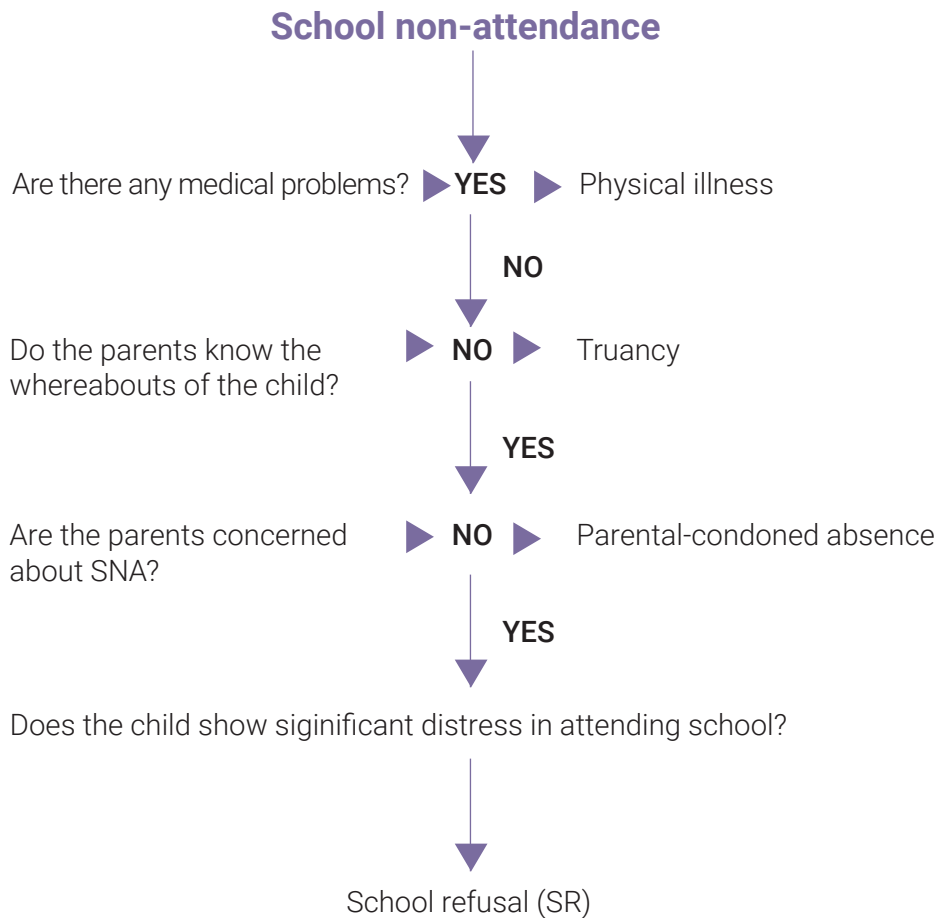 School non-attendance
Are there any medical problems? YES Physical illness
NO
Do the parents know the NO Truancy
whereabouts of the child?
YES
Are the parents concerned NO Parental-condoned absence
about SNA?
YES
Does the child show siginificant distress in attending school?
School refusal (SR)